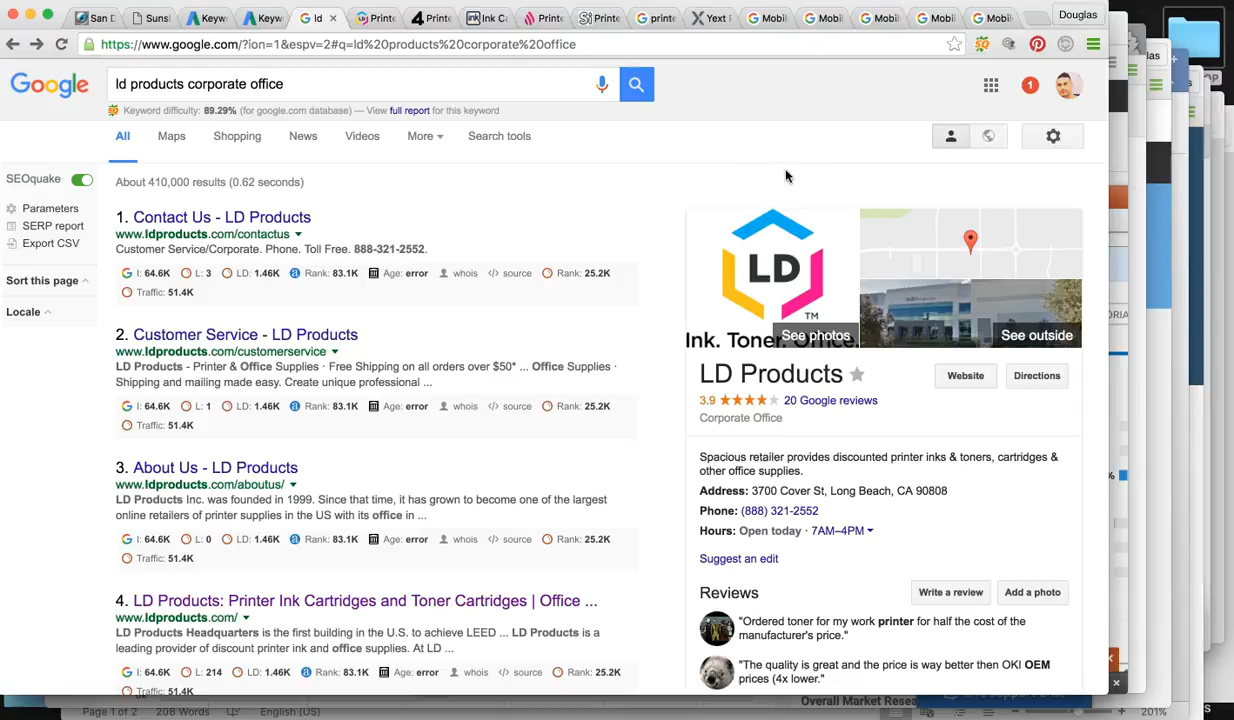 San D
Sunsl
Keyw
Keyw
ld
Print
Print
Ink C
Print
Printe
printe
Yext
Mobil
Mobil
Mobil
Mobil
Mobil
Douglas
https://www.google.com/?ion=1&espv=2#q=ld%20products%20corporate%20office
Google
ld products corporate office
Keyword difficulty: 89.29% (for google.com database) — View full report for this keyword
1
All Maps Shopping News Videos More Search tools
SEOquake
Parameters
SERP report
Export CSV
Sort this page
Locale
About 410,000 results (0.62 seconds)
1. Contact Us - LD Products
www.ldproducts.com/contactus
Customer Service/Corporate. Phone. Toll Free. 888-321-2552.
I: 64.6K L: 3 LD: 1.46K Rank: 83.1K Age: error whois source Rank: 25.2K
Traffic: 51.4K
2. Customer Service - LD Products
www.ldproducts.com/customerservice
LD Products - Printer & Office Supplies · Free Shipping on all orders over $50* ... Office Supplies ·
Shipping and mailing made easy. Create unique professional ...
I: 64.6K L: 1 LD: 1.46K Rank: 83.1K Age: error whois source Rank: 25.2K
Traffic: 51.4K
3. About Us - LD Products
www.ldproducts.com/aboutus/
LD Products Inc. was founded in 1999. Since that time, it has grown to become one of the largest
online retailers of printer supplies in the US with its office in ...
I: 64.6K L: 0 LD: 1.46K Rank: 83.1K Age: error whois source Rank: 25.2K
Traffic: 51.4K
4. LD Products: Printer Ink Cartridges and Toner Cartridges | Office ...
www.ldproducts.com/
LD Products Headquarters is the first building in the U.S. to achieve LEED ... LD Products is a
leading provider of discount printer ink and office supplies. At LD ...
I: 64.6K L: 214 LD: 1.46K Rank: 83.1K Age: error whois source Rank: 25.2K
Traffic: 51.4K
LD
TM
Ink. Toner. Office
See photos
See outside
LD Products
Website
Directions
3.9 20 Google reviews
Corporate Office
Spacious retailer provides discounted printer inks & toners, cartridges &
other office supplies.
Address: 3700 Cover St, Long Beach, CA 90808
Phone: (888) 321-2552
Hours: Open today · 7AM–4PM
Suggest an edit
Reviews
Write a review
Add a photo
"Ordered toner for my work printer for half the cost of the
manufacturer's price."
"The quality is great and the price is way better then OKI OEM
prices (4x lower."
Page 1 of 2 208 Words English (US)
Overall Market Resea
201%